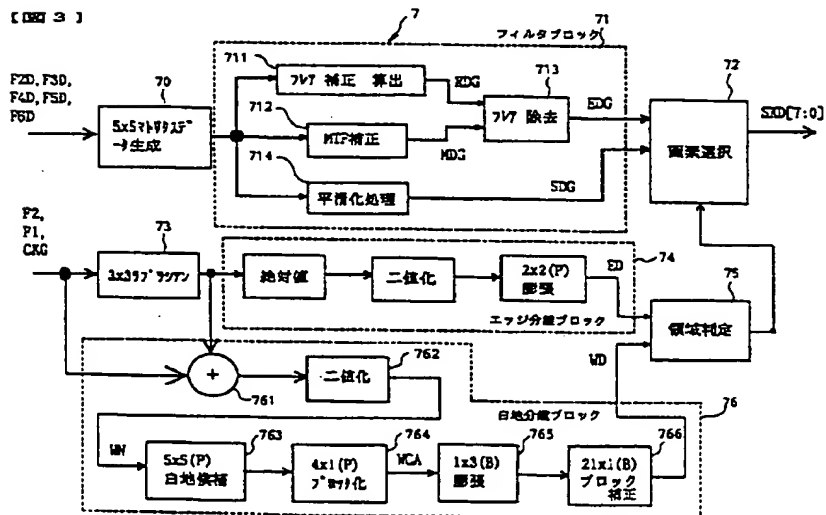 【図3】
7
71
フィルタブロック
711
フレア 補正 算出
RDG
713
フレア 除去
EDG
72
画素選択
SXD[7:0]
F2D, F3D,
F4D, F5D,
F6D
70
5x5マトリクスデ
ータ生成
712
MTF補正
MDG
714
平滑化処理
SDG
F2,
F1,
CKG
73
3x3ラプラシアン
74
絶対値
二値化
2x2(P)
膨張
ED
エッジ分離ブロック
75
領域判定
+
761
762
二値化
WD
白地分離ブロック
76
WN
763
5x5(P)
白地候補
764
4x1(P)
ブロック化
WCA
765
1x3(B)
膨張
766
21x1(B)
ブロック
補正